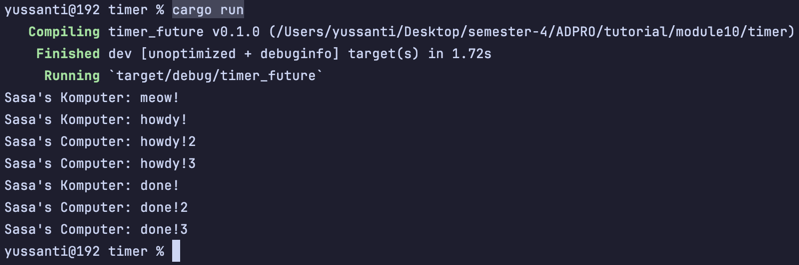 yussanti@192 timer % cargo run
Compiling timer_future v0.1.0 (/Users/yussanti/Desktop/semester-4/ADPRO/tutorial/module10/timer)
Finished dev [unoptimized + debuginfo] target(s) in 1.72s
Running `target/debug/timer_future`
Sasa's Komputer: meow!
Sasa's Komputer: howdy!
Sasa's Computer: howdy!2
Sasa's Computer: howdy!3
Sasa's Komputer: done!
Sasa's Computer: done!2
Sasa's Computer: done!3
yussanti@192 timer %